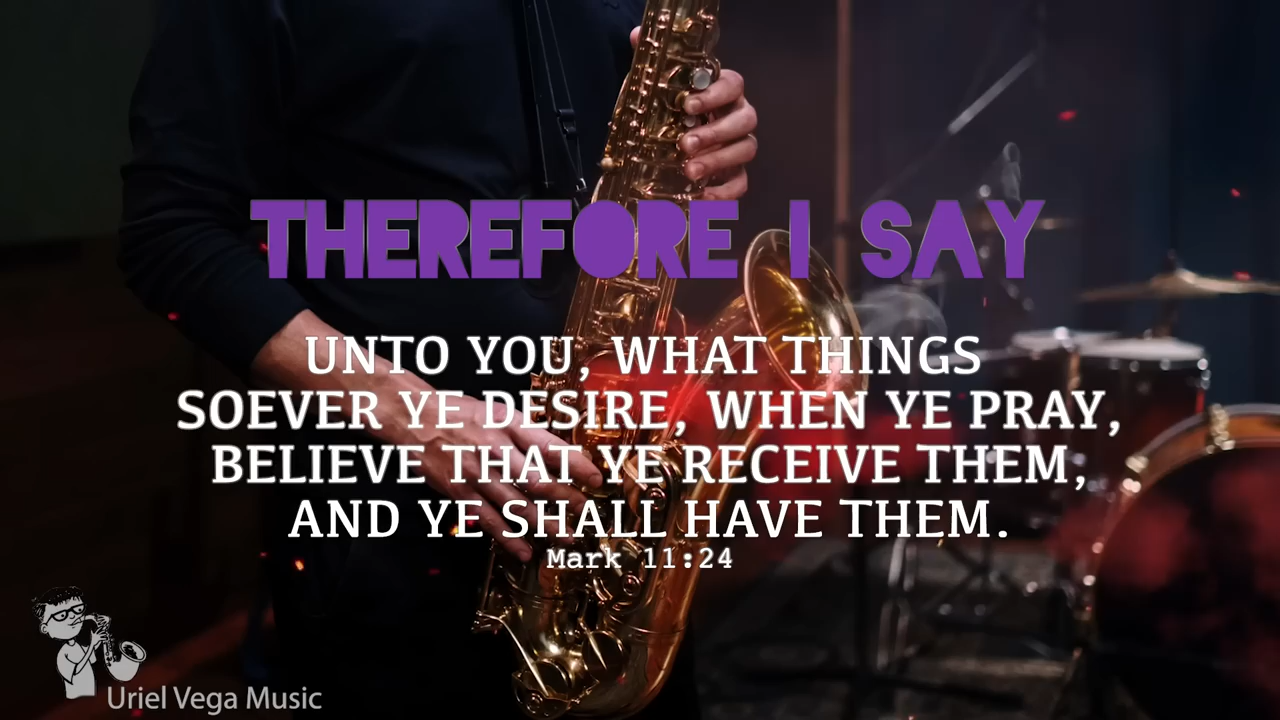 THEREFORE I SAY
UNTO YOU, WHAT THINGS
SOEVER YE DESIRE, WHEN YE PRAY,
BELIEVE THAT YE RECEIVE THEM,
AND YE SHALL HAVE THEM.
Mark 11:24
Uriel Vega Music